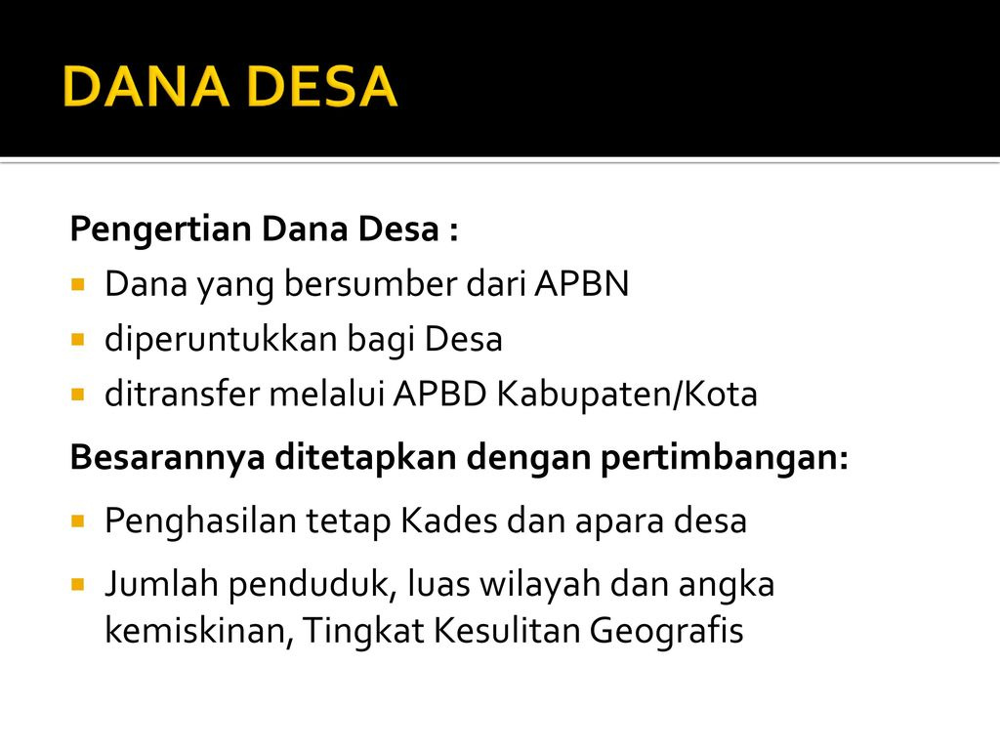 DANA DESA
Pengertian Dana Desa :
Dana yang bersumber dari APBN
diperuntukkan bagi Desa
ditransfer melalui APBD Kabupaten/Kota
Besarannya ditetapkan dengan pertimbangan:
Penghasilan tetap Kades dan apara desa
Jumlah penduduk, luas wilayah dan angka
kemiskinan, Tingkat Kesulitan Geografis